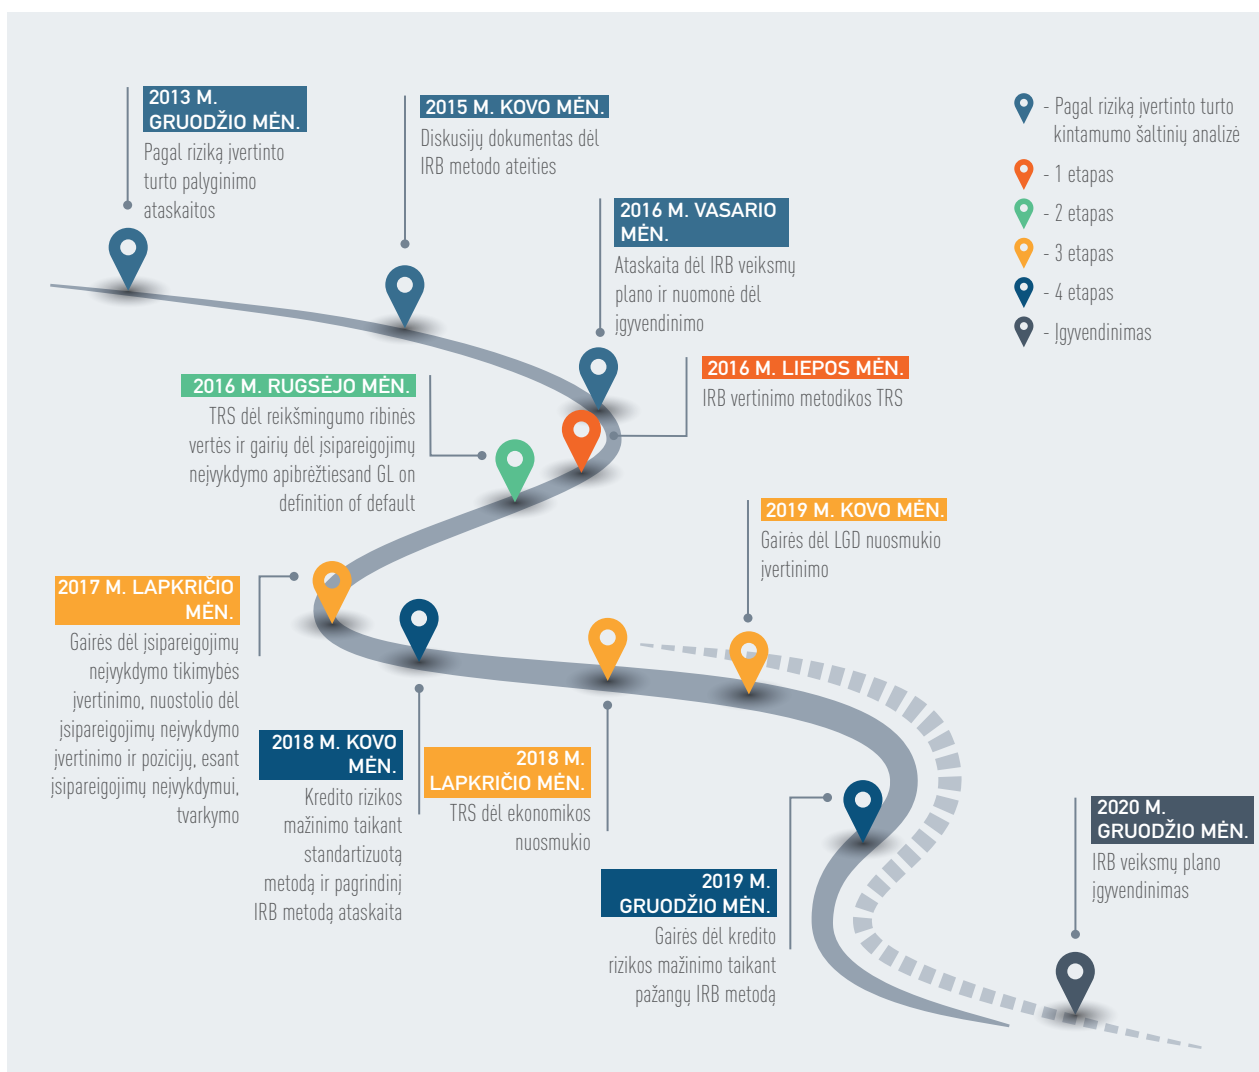 2013 M.
GRUODŽIO MĖN.
Pagal riziką įvertinto
turto palyginimo
ataskaitos
2015 M. KOVO MĖN.
Diskusijų dokumentas dėl
IRB metodo ateities
2016 M. VASARIO
MĖN.
Ataskaita dėl IRB veiksmų
plano ir nuomonė dėl
įgyvendinimo
- Pagal riziką įvertinto turto
kintamumo šaltinių analizė
- 1 etapas
- 2 etapas
- 3 etapas
- 4 etapas
- Įgyvendinimas
2016 M. LIEPOS MĖN.
IRB vertinimo metodikos TRS
2016 M. RUGSĖJO MĖN.
TRS dėl reikšmingumo ribinės
vertės ir gairių dėl įsipareigojimų
neįvykdymo apibrėžtiesand GL on
definition of default
2017 M. LAPKRIČIO
MĖN.
Gairės dėl įsipareigojimų
neįvykdymo tikimybės
įvertinimo, nuostolio dėl
įsipareigojimų neįvykdymo
įvertinimo ir pozicijų, esant
įsipareigojimų neįvykdymui,
tvarkymo
2018 M. KOVO
MĖN.
Kredito rizikos
mažinimo taikant
standartizuotą
metodą ir pagrindinį
IRB metodą ataskaita
2018 M.
LAPKRIČIO MĖN.
TRS dėl ekonomikos
nuosmukio
2019 M. KOVO MĖN.
Gairės dėl LGD nuosmukio
įvertinimo
2019 M.
GRUODŽIO MĖN.
Gairės dėl kredito
rizikos mažinimo taikant
pažangų IRB metodą
2020 M.
GRUODŽIO MĖN.
IRB veiksmų plano
įgyvendinimas